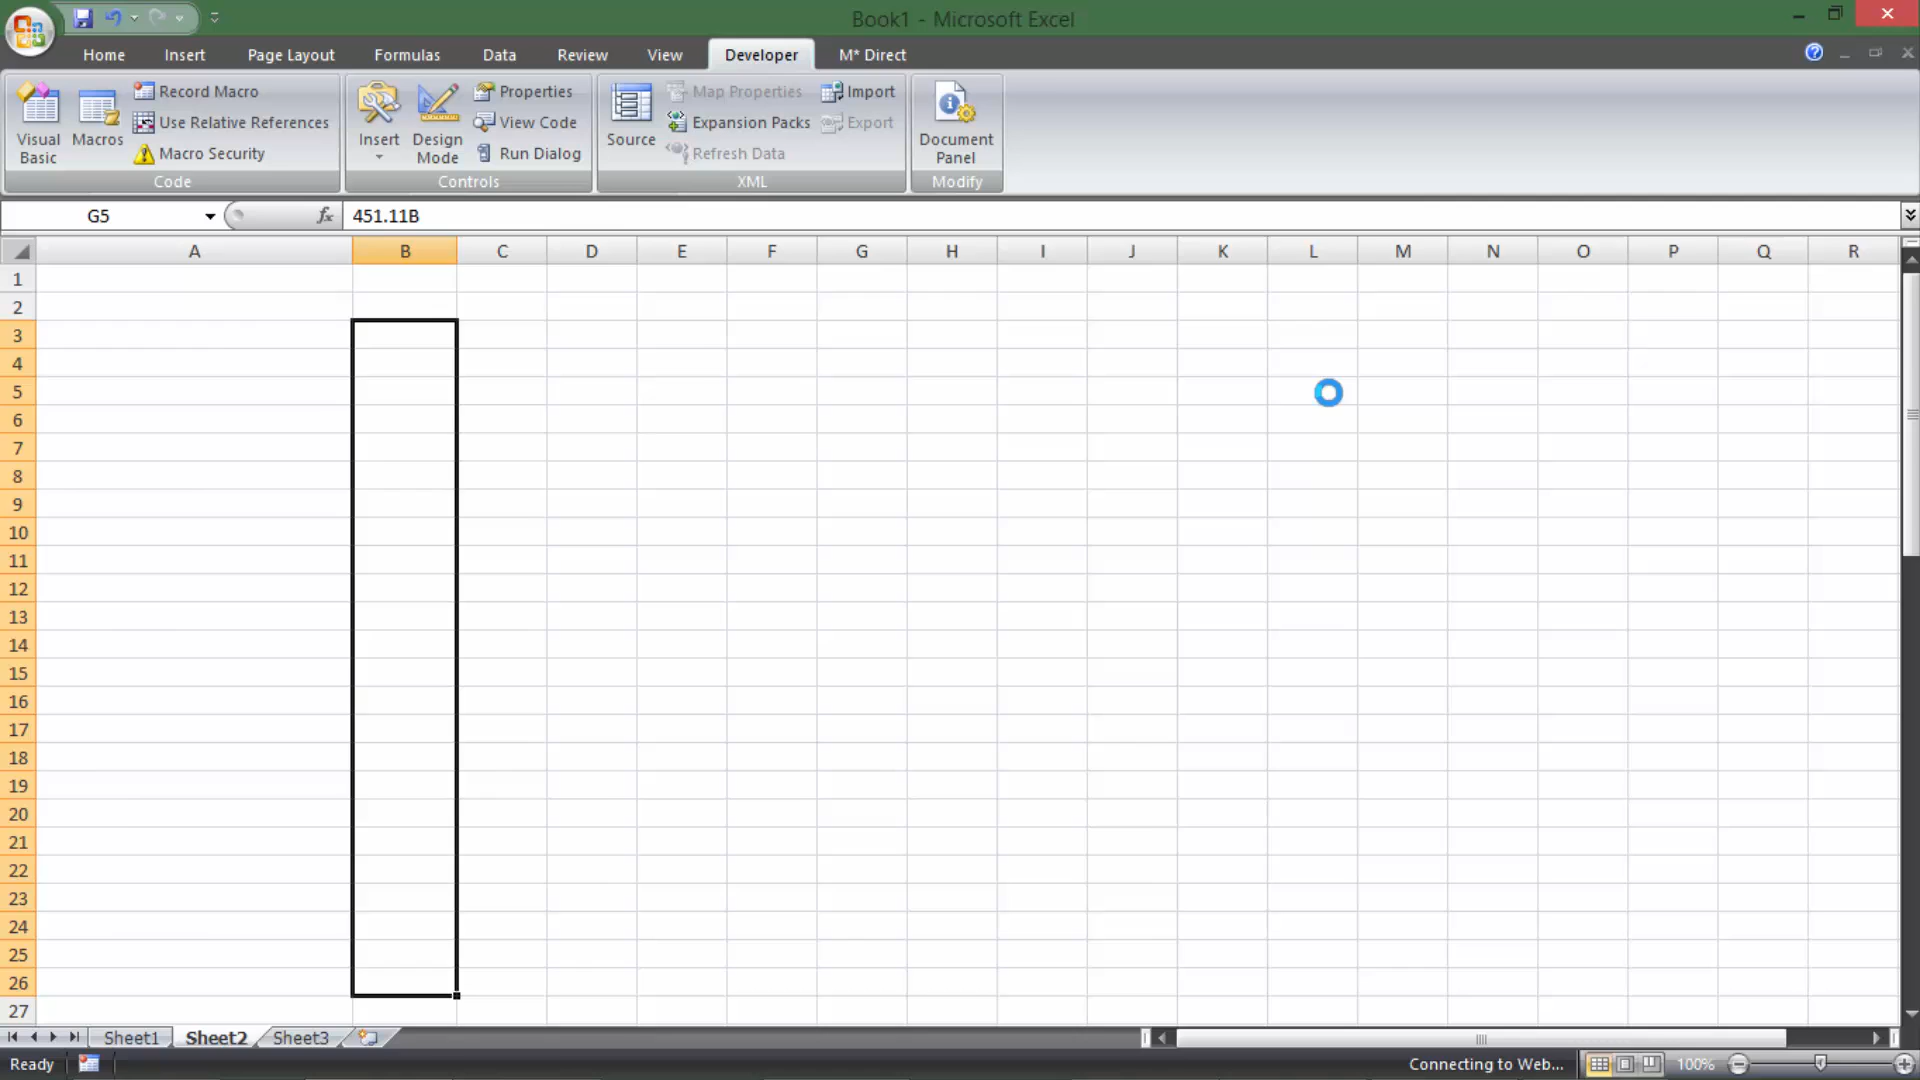 Book1 - Microsoft Excel
Home Insert Page Layout Formulas Data Review View Developer M* Direct
Visual Basic
Macros
Record Macro
Use Relative References
Macro Security
Code
Insert
Design Mode
Properties
View Code
Run Dialog
Controls
Source
Map Properties
Expansion Packs
Refresh Data
Import
Export
XML
Document Panel
Modify
G5 fx 451.11B
A B C D E F G H I J K L M N O P Q R
1
2
3
4
5
6
7
8
9
10
11
12
13
14
15
16
17
18
19
20
21
22
23
24
25
26
27
Sheet1 Sheet2 Sheet3
Ready Connecting to Web... 100%